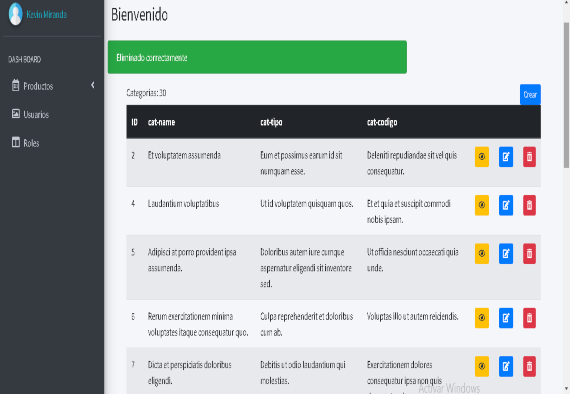 Kevin Miranda
Bienvenido
DASHBOARD
Eliminado correctamente
Productos
Usuarios
Roles
Categorias: 30
Crear
ID cat-name cat-tipo cat-codigo
2 Et voluptatem assumenda Eum et possimus earum id sit Deleniti repudiandae sit vel quis
numquam esse. consequatur.
4 Laudantium voluptatibus Ut id voluptatem quisquam quos. Et et quia et suscipit commodi
nobis ipsam.
5 Adipisci at porro provident ipsa Doloribus autem iure cumque Ut officia nesciunt occaecati quia
assumenda. aspernatur eligendi sit inventore unde.
sed.
6 Rerum exercitationem minima Culpa reprehenderit et doloribus Voluptas illo ut autem reiciendis.
voluptates itaque consequatur quo. cum ab.
7 Dicta et perspiciatis doloribus Debitis ut odio laudantium qui Exercitationem dolores
eligendi. molestias. consequatur ipsa non quis
Activar Windows